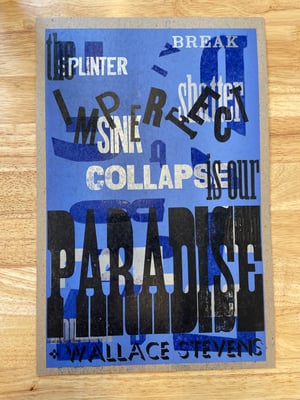 the
BREAK
SPLINTER
shatter
IMPERFECT
SINK
COLLAPSE
is our
PARADISE
WALLACE STEVENS